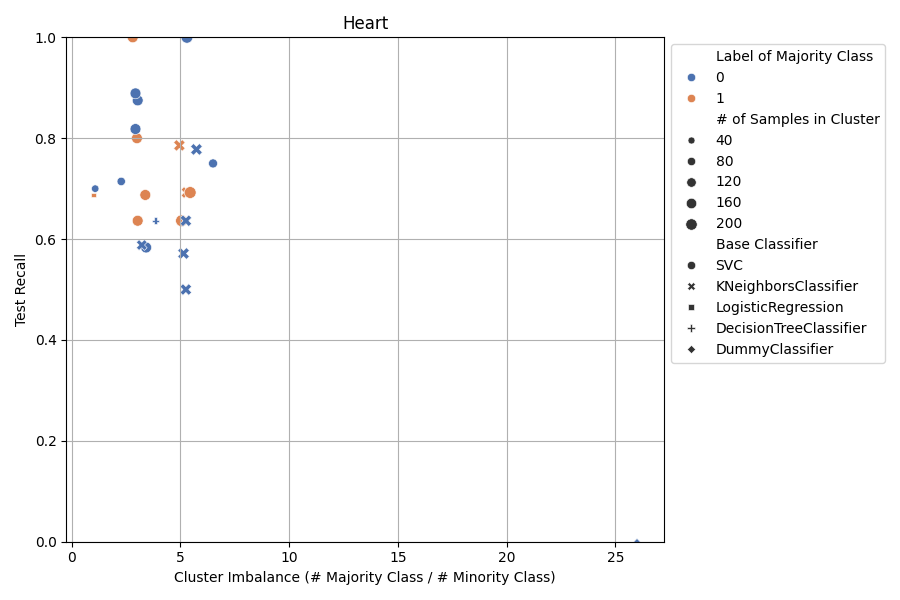 Heart
1.0
0.8
0.6
0.4
0.2
0.0
Test Recall
0 5 10 15 20 25
Cluster Imbalance (# Majority Class / # Minority Class)
Label of Majority Class
0
1
# of Samples in Cluster
40
80
120
160
200
Base Classifier
SVC
KNeighborsClassifier
LogisticRegression
DecisionTreeClassifier
DummyClassifier